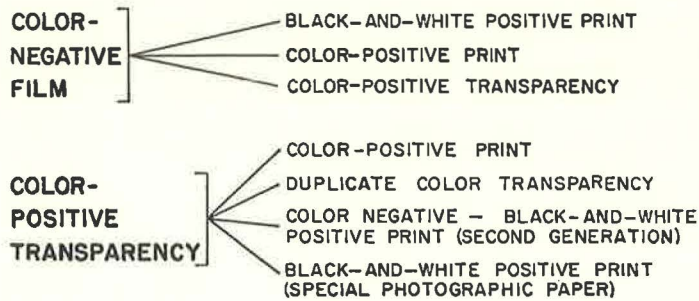 COLOR-
NEGATIVE
FILM
BLACK-AND-WHITE POSITIVE PRINT
COLOR-POSITIVE PRINT
COLOR-POSITIVE TRANSPARENCY
COLOR-
POSITIVE
TRANSPARENCY
COLOR-POSITIVE PRINT
DUPLICATE COLOR TRANSPARENCY
COLOR NEGATIVE – BLACK-AND-WHITE
POSITIVE PRINT (SECOND GENERATION)
BLACK-AND-WHITE POSITIVE PRINT
(SPECIAL PHOTOGRAPHIC PAPER)